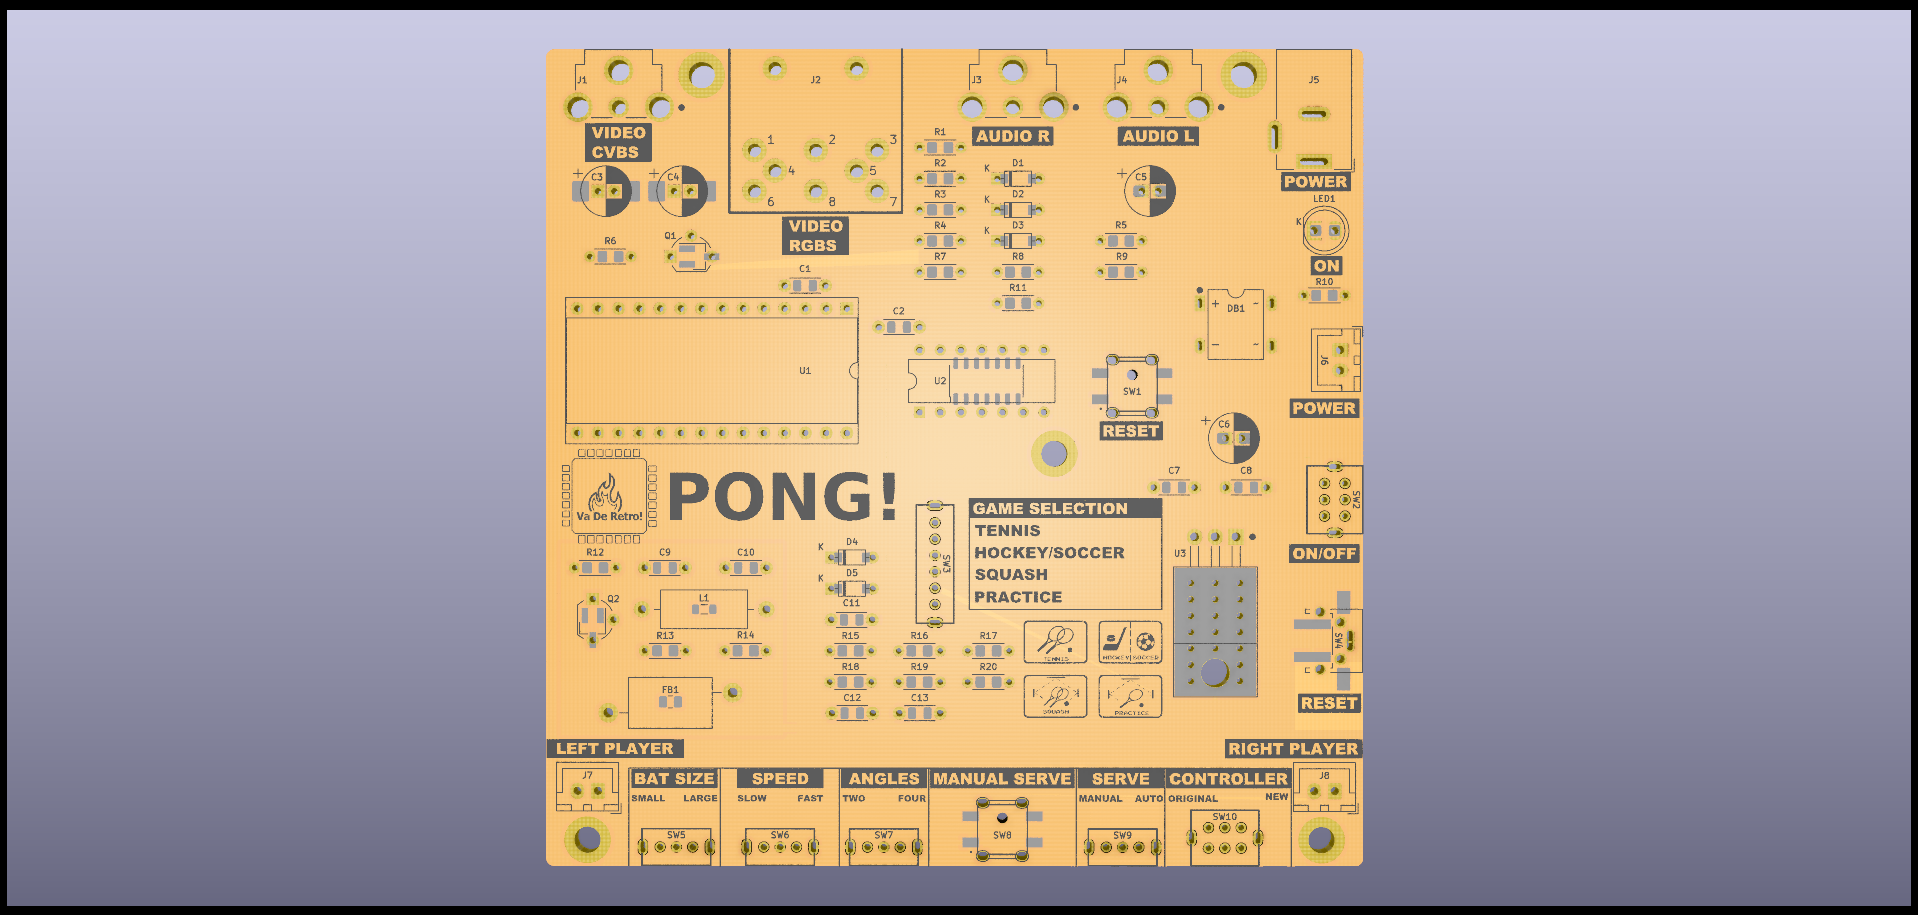 J1
J2
J3
J4
J5
VIDEO
CVBS
AUDIO R
AUDIO L
POWER
1
2
3
4
5
6
8
7
VIDEO
RGBS
R1
R2
R3
R4
R7
K D1
K D2
K D3
R8
R11
+ C3
+ C4
+ C5
Q1
R6
R5
R9
K LED1
ON
R10
C1
C2
+ DB1 ~
- ~
J6
POWER
U1
U2
SW1
RESET
+ C6
C7
C8
SW2
ON/OFF
Va De Retro!
PONG!
SW3
GAME SELECTION
TENNIS
HOCKEY/SOCCER
SQUASH
PRACTICE
U3
R12
C9
C10
K D4
K D5
Q2
L1
C11
R13
R14
R15
R16
R17
R18
R19
R20
C12
C13
FB1
TENNIS
HOCKEY SOCCER
SQUASH
PRACTICE
SW4
RESET
LEFT PLAYER
RIGHT PLAYER
J7
BAT SIZE
SMALL LARGE
SW5
SPEED
SLOW FAST
SW6
ANGLES
TWO FOUR
SW7
MANUAL SERVE
SW8
SERVE
MANUAL AUTO
SW9
CONTROLLER
ORIGINAL NEW
SW10
J8